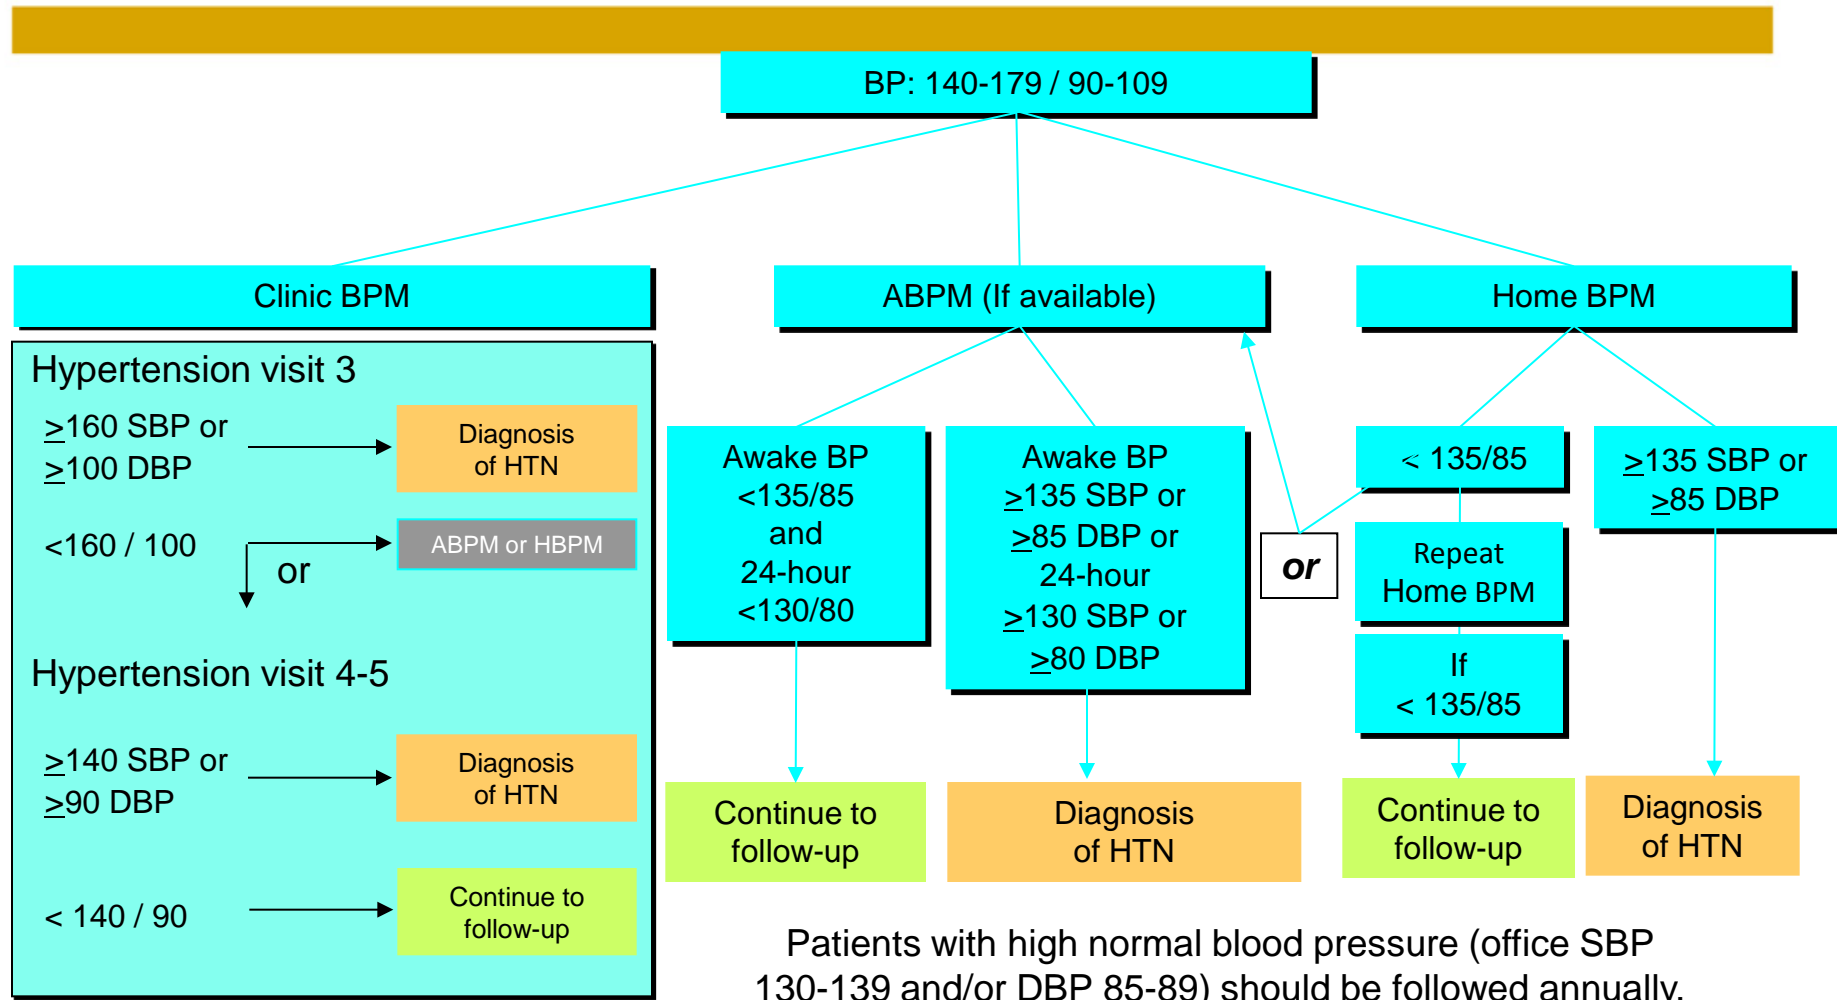 BP: 140-179 / 90-109
Clinic BPM
Hypertension visit 3
≥160 SBP or
≥100 DBP
Diagnosis
of HTN
<160 / 100
ABPM or HBPM
or
Hypertension visit 4-5
≥140 SBP or
≥90 DBP
Diagnosis
of HTN
< 140 / 90
Continue to
follow-up
ABPM (If available)
Awake BP
<135/85
and
24-hour
<130/80
Continue to
follow-up
Awake BP
≥135 SBP or
≥85 DBP or
24-hour
≥130 SBP or
≥80 DBP
Diagnosis
of HTN
or
Home BPM
< 135/85
Repeat
Home BPM
If
< 135/85
Continue to
follow-up
≥135 SBP or
≥85 DBP
Diagnosis
of HTN
Patients with high normal blood pressure (office SBP
130-139 and/or DBP 85-89) should be followed annually.